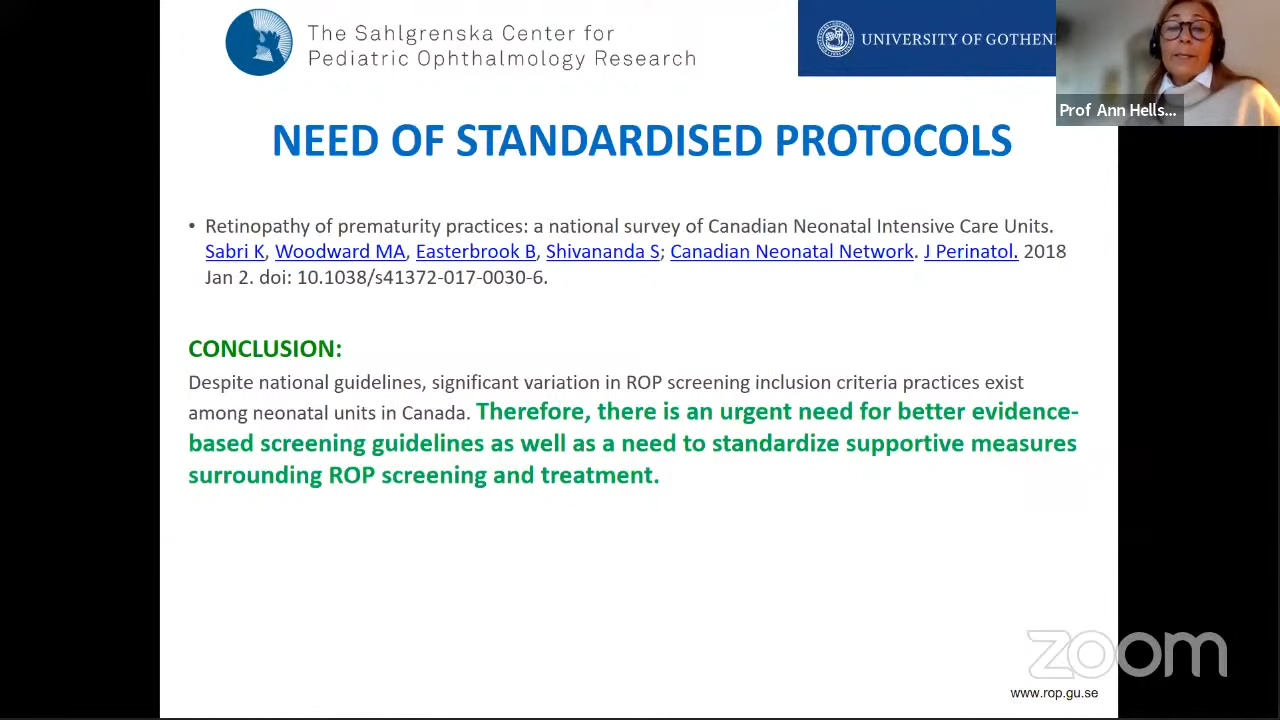 The Sahlgrenska Center for
Pediatric Ophthalmology Research
UNIVERSITY OF GOTHEN
Prof Ann Hells...
NEED OF STANDARDISED PROTOCOLS
• Retinopathy of prematurity practices: a national survey of Canadian Neonatal Intensive Care Units.
Sabri K, Woodward MA, Easterbrook B, Shivananda S; Canadian Neonatal Network. J Perinatol. 2018
Jan 2. doi: 10.1038/s41372-017-0030-6.
CONCLUSION:
Despite national guidelines, significant variation in ROP screening inclusion criteria practices exist
among neonatal units in Canada. Therefore, there is an urgent need for better evidence-
based screening guidelines as well as a need to standardize supportive measures
surrounding ROP screening and treatment.
zoom
www.rop.gu.se